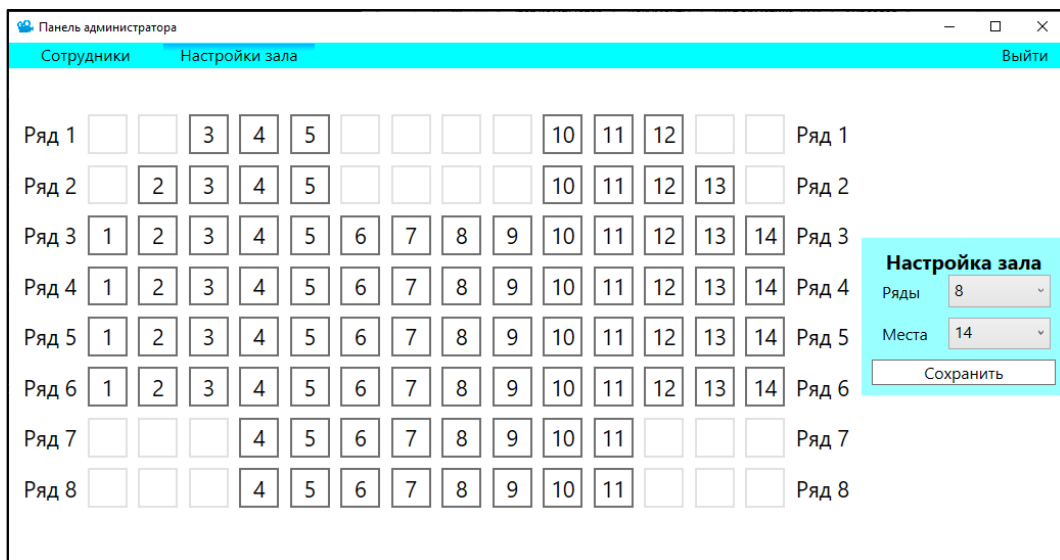 Панель администратора
Сотрудники Настройки зала Выйти
Ряд 1 3 4 5 10 11 12 Ряд 1
Ряд 2 2 3 4 5 10 11 12 13 Ряд 2
Ряд 3 1 2 3 4 5 6 7 8 9 10 11 12 13 14 Ряд 3
Ряд 4 1 2 3 4 5 6 7 8 9 10 11 12 13 14 Ряд 4
Ряд 5 1 2 3 4 5 6 7 8 9 10 11 12 13 14 Ряд 5
Ряд 6 1 2 3 4 5 6 7 8 9 10 11 12 13 14 Ряд 6
Ряд 7 4 5 6 7 8 9 10 11 Ряд 7
Ряд 8 4 5 6 7 8 9 10 11 Ряд 8
Настройка зала
Ряды 8
Места 14
Сохранить